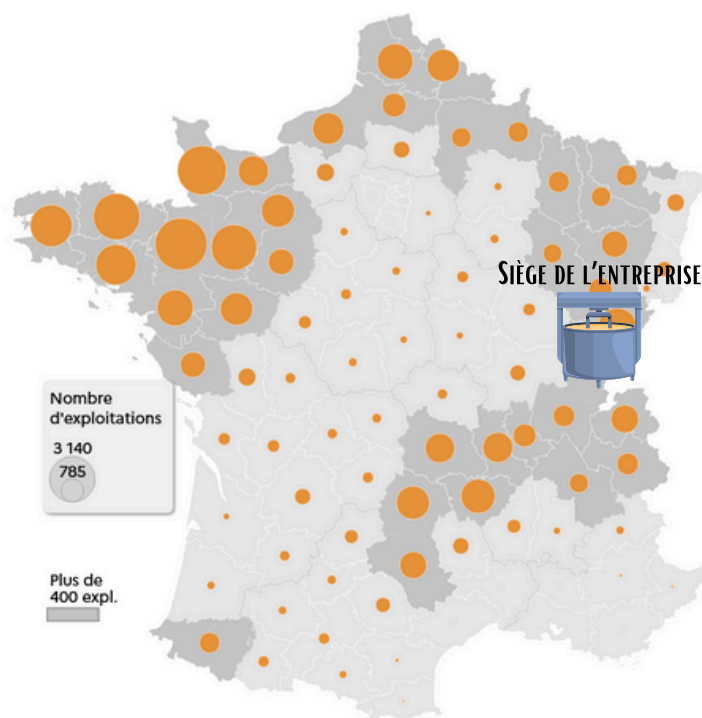 SIÈGE DE L'ENTREPRISE
Nombre
d'exploitations
3 140
785
Plus de
400 expl.